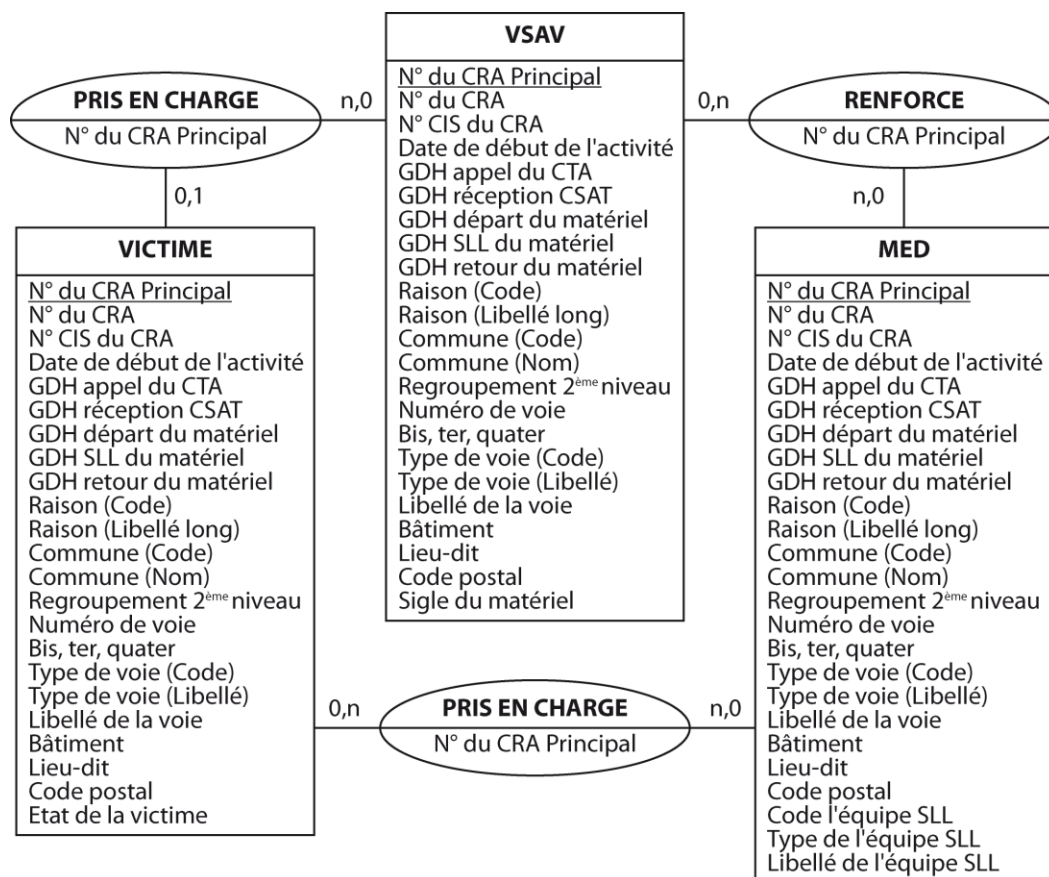 VSAV
N° du CRA Principal
N° du CRA
N° CIS du CRA
Date de début de l'activité
GDH appel du CTA
GDH réception CSAT
GDH départ du matériel
GDH SLL du matériel
GDH retour du matériel
Raison (Code)
Raison (Libellé long)
Commune (Code)
Commune (Nom)
Regroupement 2ème niveau
Numéro de voie
Bis, ter, quater
Type de voie (Code)
Type de voie (Libellé)
Libellé de la voie
Bâtiment
Lieu-dit
Code postal
Sigle du matériel
PRIS EN CHARGE
N° du CRA Principal
n,0
0,1
0,n
RENFORCE
N° du CRA Principal
n,0
VICTIME
N° du CRA Principal
N° du CRA
N° CIS du CRA
Date de début de l'activité
GDH appel du CTA
GDH réception CSAT
GDH départ du matériel
GDH SLL du matériel
GDH retour du matériel
Raison (Code)
Raison (Libellé long)
Commune (Code)
Commune (Nom)
Regroupement 2ème niveau
Numéro de voie
Bis, ter, quater
Type de voie (Code)
Type de voie (Libellé)
Libellé de la voie
Bâtiment
Lieu-dit
Code postal
Etat de la victime
0,n
PRIS EN CHARGE
N° du CRA Principal
n,0
MED
N° du CRA Principal
N° du CRA
N° CIS du CRA
Date de début de l'activité
GDH appel du CTA
GDH réception CSAT
GDH départ du matériel
GDH SLL du matériel
GDH retour du matériel
Raison (Code)
Raison (Libellé long)
Commune (Code)
Commune (Nom)
Regroupement 2ème niveau
Numéro de voie
Bis, ter, quater
Type de voie (Code)
Type de voie (Libellé)
Libellé de la voie
Bâtiment
Lieu-dit
Code postal
Code l'équipe SLL
Type de l'équipe SLL
Libellé de l'équipe SLL